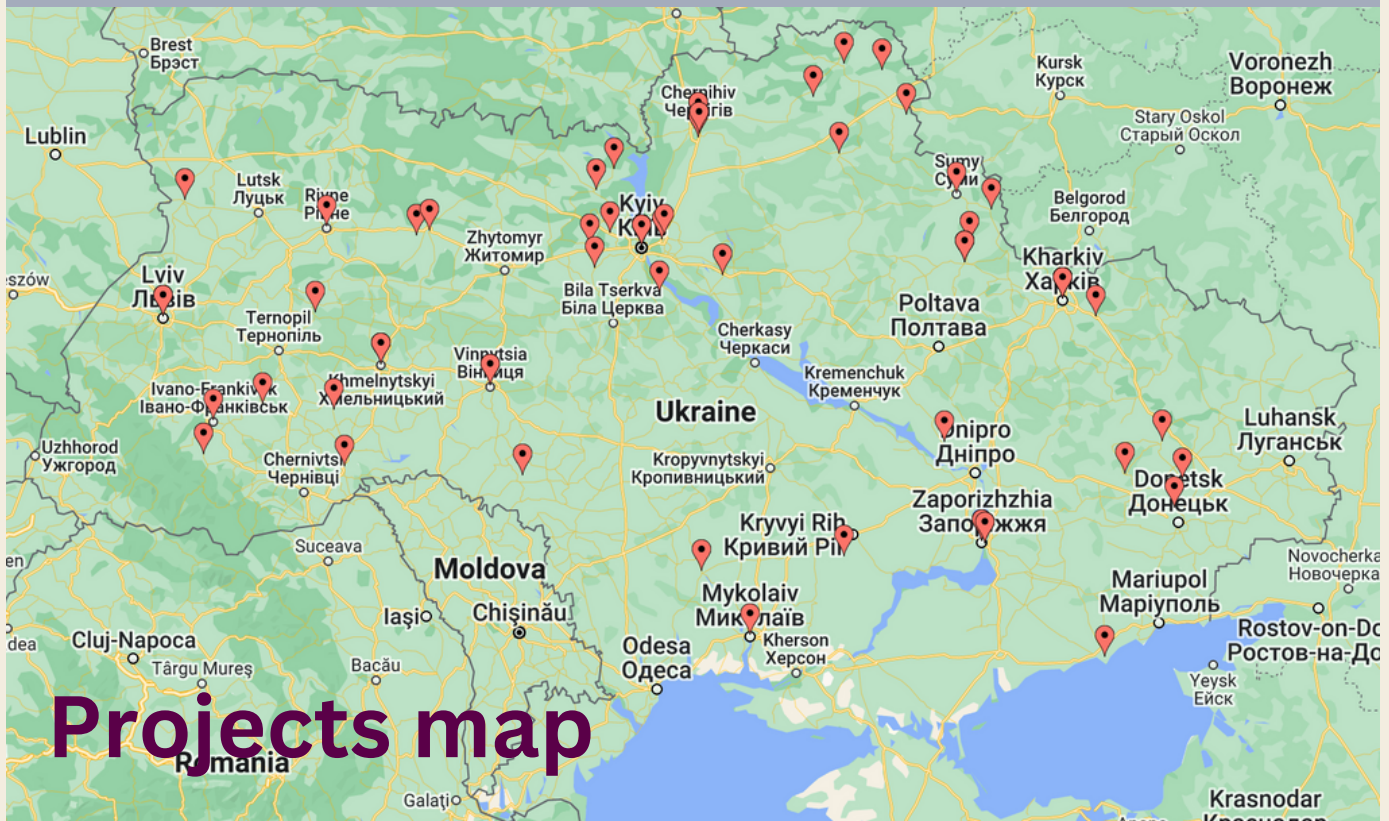 Brest
Брэст
Kursk
Курск
Voronezh
Воронеж
Chernihiv
Чернігів
Stary Oskol
Старый Оскол
Lublin
Sumy
Суми
Lutsk
Луцьк
Rivne
Рівне
Belgorod
Белгород
Kyiv
Київ
Zhytomyr
Житомир
Kharkiv
Харків
eszów
Lviv
Львів
Bila Tserkva
Біла Церква
Poltava
Полтава
Ternopil
Тернопіль
Cherkasy
Черкаси
Vinnytsia
Вінниця
Kremenchuk
Кременчук
Ivano-Frankivsk
Івано-Франківськ
Khmelnytskyi
Хмельницький
Ukraine
Luhansk
Луганськ
Dnipro
Дніпро
Uzhhorod
Ужгород
Chernivtsi
Чернівці
Kropyvnytskyi
Кропивницький
Donetsk
Донецьк
Zaporizhzhia
Запоріжжя
Kryvyi Rih
Кривий Ріг
Suceava
en
Novocherka
Новочерка
Moldova
Mariupol
Маріуполь
Mykolaiv
Миколаїв
Iași
Chișinău
Rostov-on-Do
Ростов-на-До
dea
Cluj-Napoca
Odesa
Одеса
Kherson
Херсон
Târgu Mureș
Bacău
Yeysk
Ейск
Projects map
Romania
Galați
Krasnodar